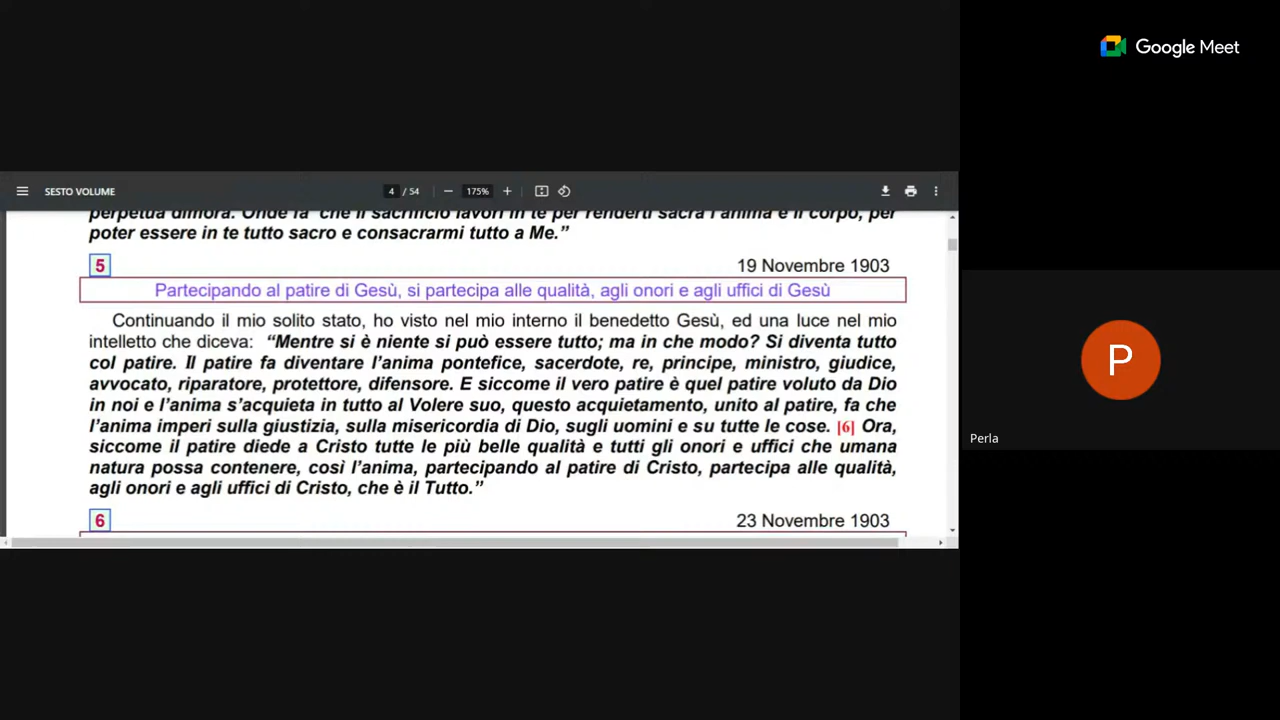 Google Meet
SESTO VOLUME
4 / 54
175%
perpetua dimora. Onde fa' che il sacrificio lavori in te per renderti sacra l'anima e il corpo, per
poter essere in te tutto sacro e consacrarmi tutto a Me.”
5
19 Novembre 1903
Partecipando al patire di Gesù, si partecipa alle qualità, agli onori e agli uffici di Gesù
Continuando il mio solito stato, ho visto nel mio interno il benedetto Gesù, ed una luce nel mio
intelletto che diceva: “Mentre si è niente si può essere tutto; ma in che modo? Si diventa tutto
col patire. Il patire fa diventare l’anima pontefice, sacerdote, re, principe, ministro, giudice,
avvocato, riparatore, protettore, difensore. E siccome il vero patire è quel patire voluto da Dio
in noi e l’anima s’acquieta in tutto al Volere suo, questo acquietamento, unito al patire, fa che
l’anima imperi sulla giustizia, sulla misericordia di Dio, sugli uomini e su tutte le cose. [6] Ora,
siccome il patire diede a Cristo tutte le più belle qualità e tutti gli onori e uffici che umana
natura possa contenere, così l’anima, partecipando al patire di Cristo, partecipa alle qualità,
agli onori e agli uffici di Cristo, che è il Tutto.”
6
23 Novembre 1903
P
Perla